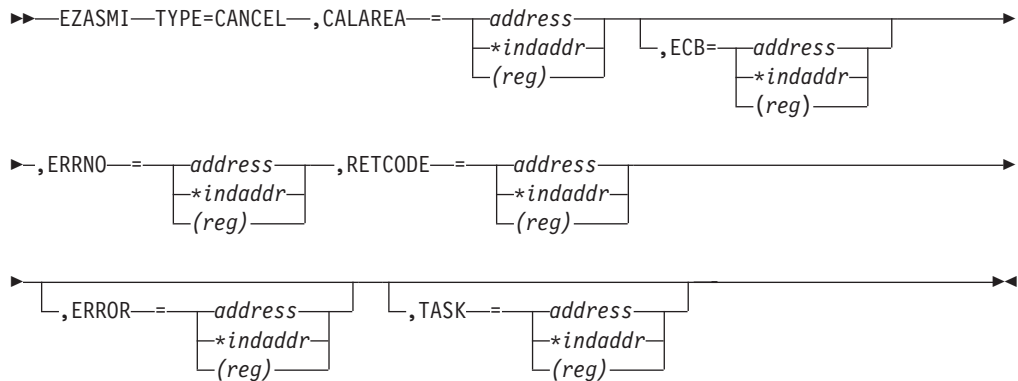 EZASMI TYPE=CANCEL ,CALAREA = address ,ECB= address
*indaddr *indaddr
(reg) (reg)
,ERRNO = address ,RETCODE = address
*indaddr *indaddr
(reg) (reg)
,ERROR = address ,TASK = address
*indaddr *indaddr
(reg) (reg)